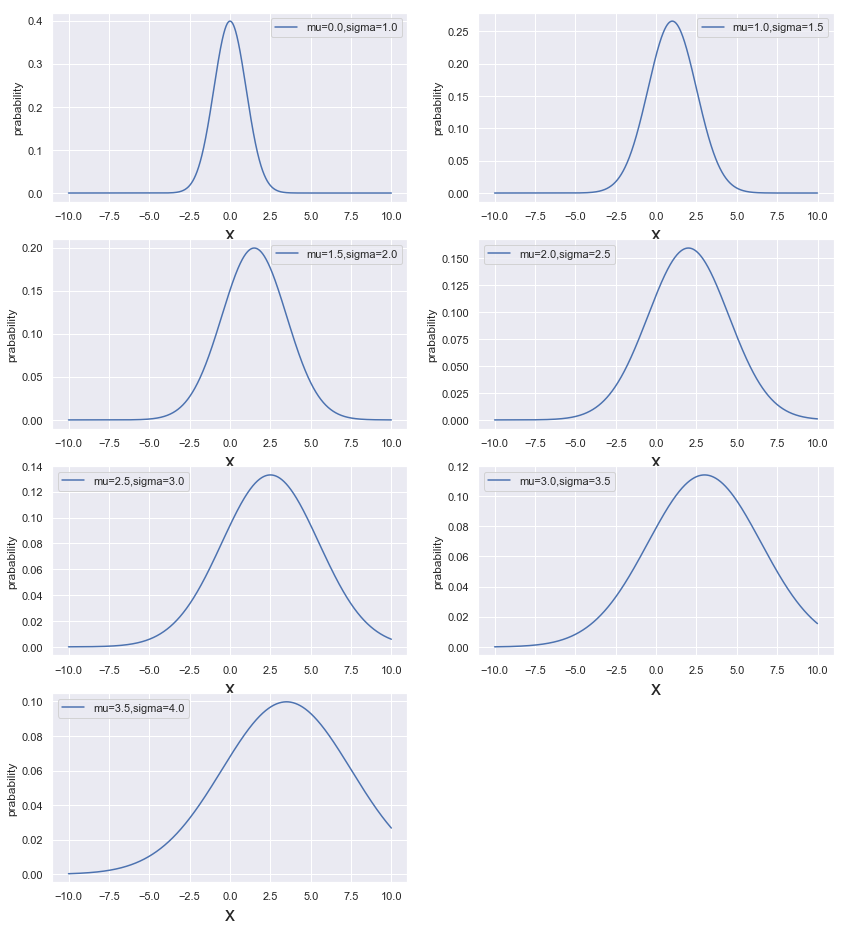 mu=0.0,sigma=1.0
prabability
0.4
0.3
0.2
0.1
0.0
−10.0 −7.5 −5.0 −2.5 0.0 2.5 5.0 7.5 10.0
X
mu=1.0,sigma=1.5
prabability
0.25
0.20
0.15
0.10
0.05
0.00
−10.0 −7.5 −5.0 −2.5 0.0 2.5 5.0 7.5 10.0
X
mu=1.5,sigma=2.0
prabability
0.20
0.15
0.10
0.05
0.00
−10.0 −7.5 −5.0 −2.5 0.0 2.5 5.0 7.5 10.0
X
mu=2.0,sigma=2.5
prabability
0.150
0.125
0.100
0.075
0.050
0.025
0.000
−10.0 −7.5 −5.0 −2.5 0.0 2.5 5.0 7.5 10.0
X
mu=2.5,sigma=3.0
prabability
0.14
0.12
0.10
0.08
0.06
0.04
0.02
0.00
−10.0 −7.5 −5.0 −2.5 0.0 2.5 5.0 7.5 10.0
X
mu=3.0,sigma=3.5
prabability
0.12
0.10
0.08
0.06
0.04
0.02
0.00
−10.0 −7.5 −5.0 −2.5 0.0 2.5 5.0 7.5 10.0
X
mu=3.5,sigma=4.0
prabability
0.10
0.08
0.06
0.04
0.02
0.00
−10.0 −7.5 −5.0 −2.5 0.0 2.5 5.0 7.5 10.0
X